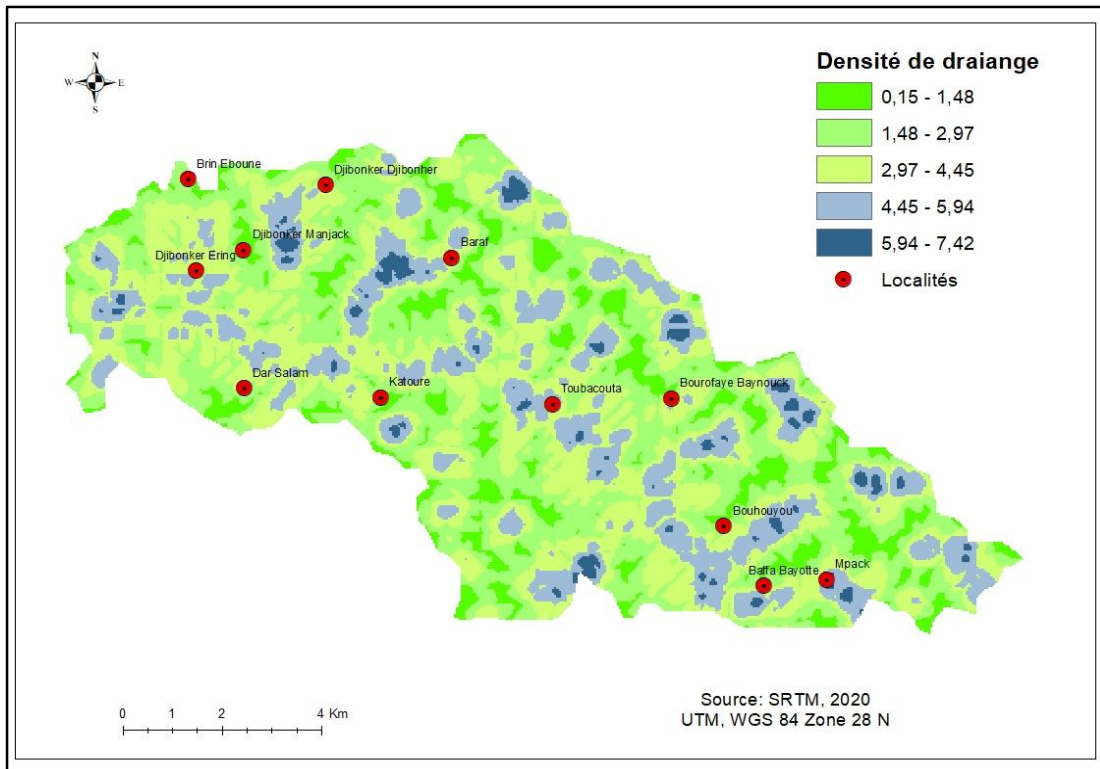 N
W
E
S
Densité de draiange
0,15 - 1,48
1,48 - 2,97
2,97 - 4,45
4,45 - 5,94
5,94 - 7,42
Localités
Brin Eboune
Djibonker Djibonher
Djibonker Manjack
Djibonker Ering
Baraf
Dar Salam
Katoure
Toubacouta
Bourofaye Baynouck
Bouhouyou
Baffa Bayotte
Mpack
0 1 2 4 Km
Source: SRTM, 2020
UTM, WGS 84 Zone 28 N